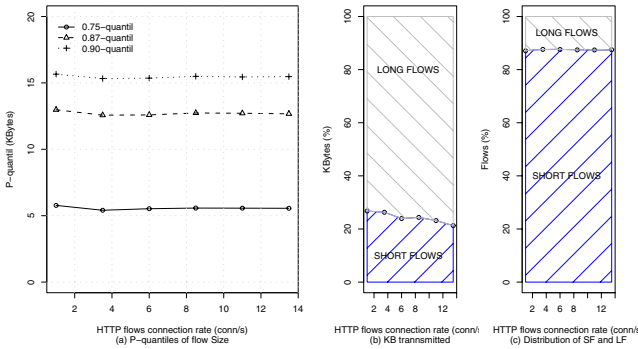 0.75-quantil
0.87-quantil
0.90-quantil
P-quantil (KBytes)
0 5 10 15 20
2 4 6 8 10 12 14
HTTP flows connection rate (conn/s)
(a) P-quantiles of flow Size
LONG FLOWS
SHORT FLOWS
KBytes (%)
0 20 40 60 80 100
2 4 6 8 12
HTTP flows connection rate (conn/s
(b) KB trannsmitted
LONG FLOWS
SHORT FLOWS
Flows (%)
0 20 40 60 80 100
2 4 6 8 12
HTTP flows connection rate (conn/s)
(c) Distribution of SF and LF